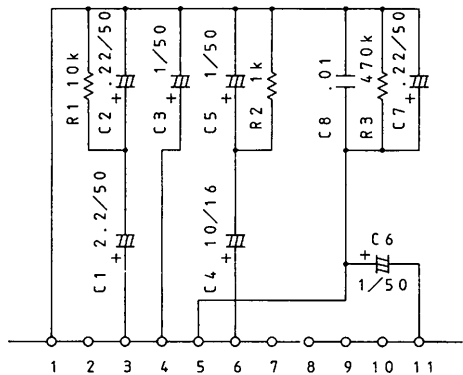 R1 10k
C2 .22/50
+
C3 1/50
+
C5 1/50
+
R2 1k
C8 .01
R3 470k
C7 .22/50
+
C1 2.2/50
+
C4 10/16
+
C6
+
1/50
1 2 3 4 5 6 7 8 9 10 11